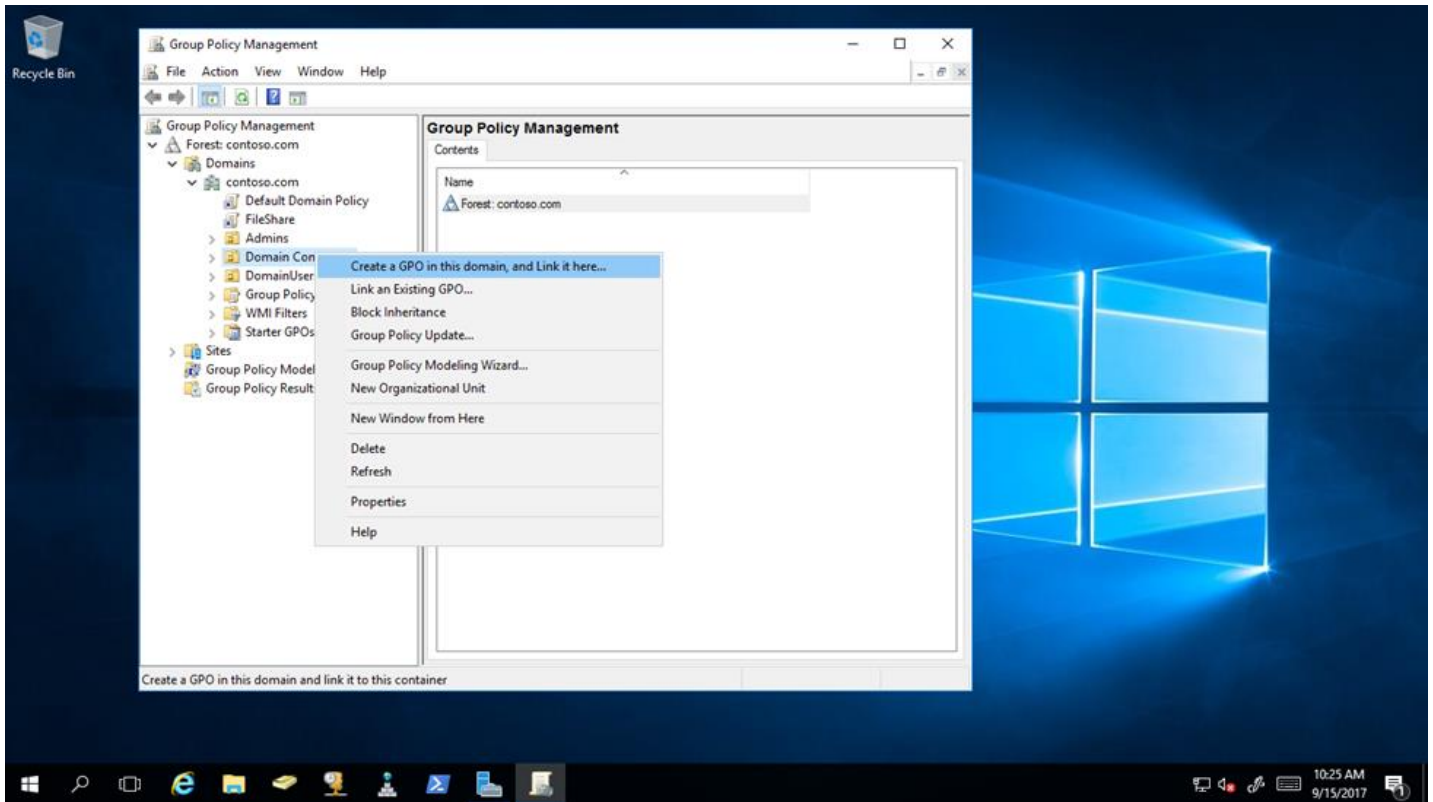 Recycle Bin
Group Policy Management
File Action View Window Help
Group Policy Management
Forest: contoso.com
Domains
contoso.com
Default Domain Policy
FileShare
Admins
Domain Con
DomainUser
Group Policy
WMI Filters
Starter GPOs
Sites
Group Policy Model
Group Policy Result
Group Policy Management
Contents
Name
Forest: contoso.com
Create a GPO in this domain, and Link it here...
Link an Existing GPO...
Block Inheritance
Group Policy Update...
Group Policy Modeling Wizard...
New Organizational Unit
New Window from Here
Delete
Refresh
Properties
Help
Create a GPO in this domain and link it to this container
10:25 AM
9/15/2017
1